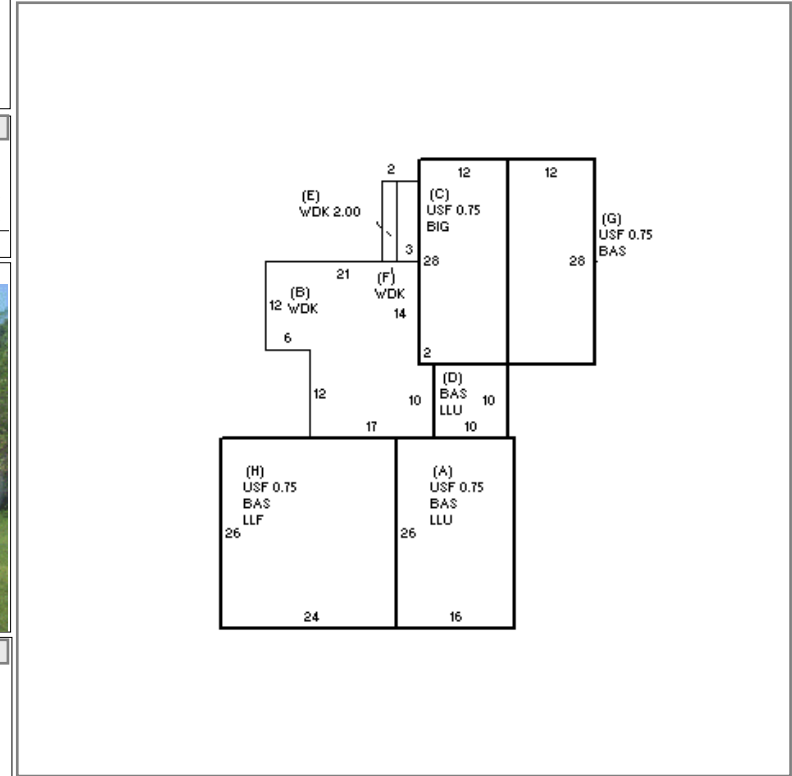 2
12
12
(E)
WDK 2.00
(C)
USF 0.75
BIG
(G)
USF 0.75
BAS
3
28
28
21
(F)
WDK
(B)
WDK
12
14
6
2
(D)
BAS
LLU
12
10
10
17
10
(H)
USF 0.75
BAS
LLF
(A)
USF 0.75
BAS
LLU
26
26
24
16